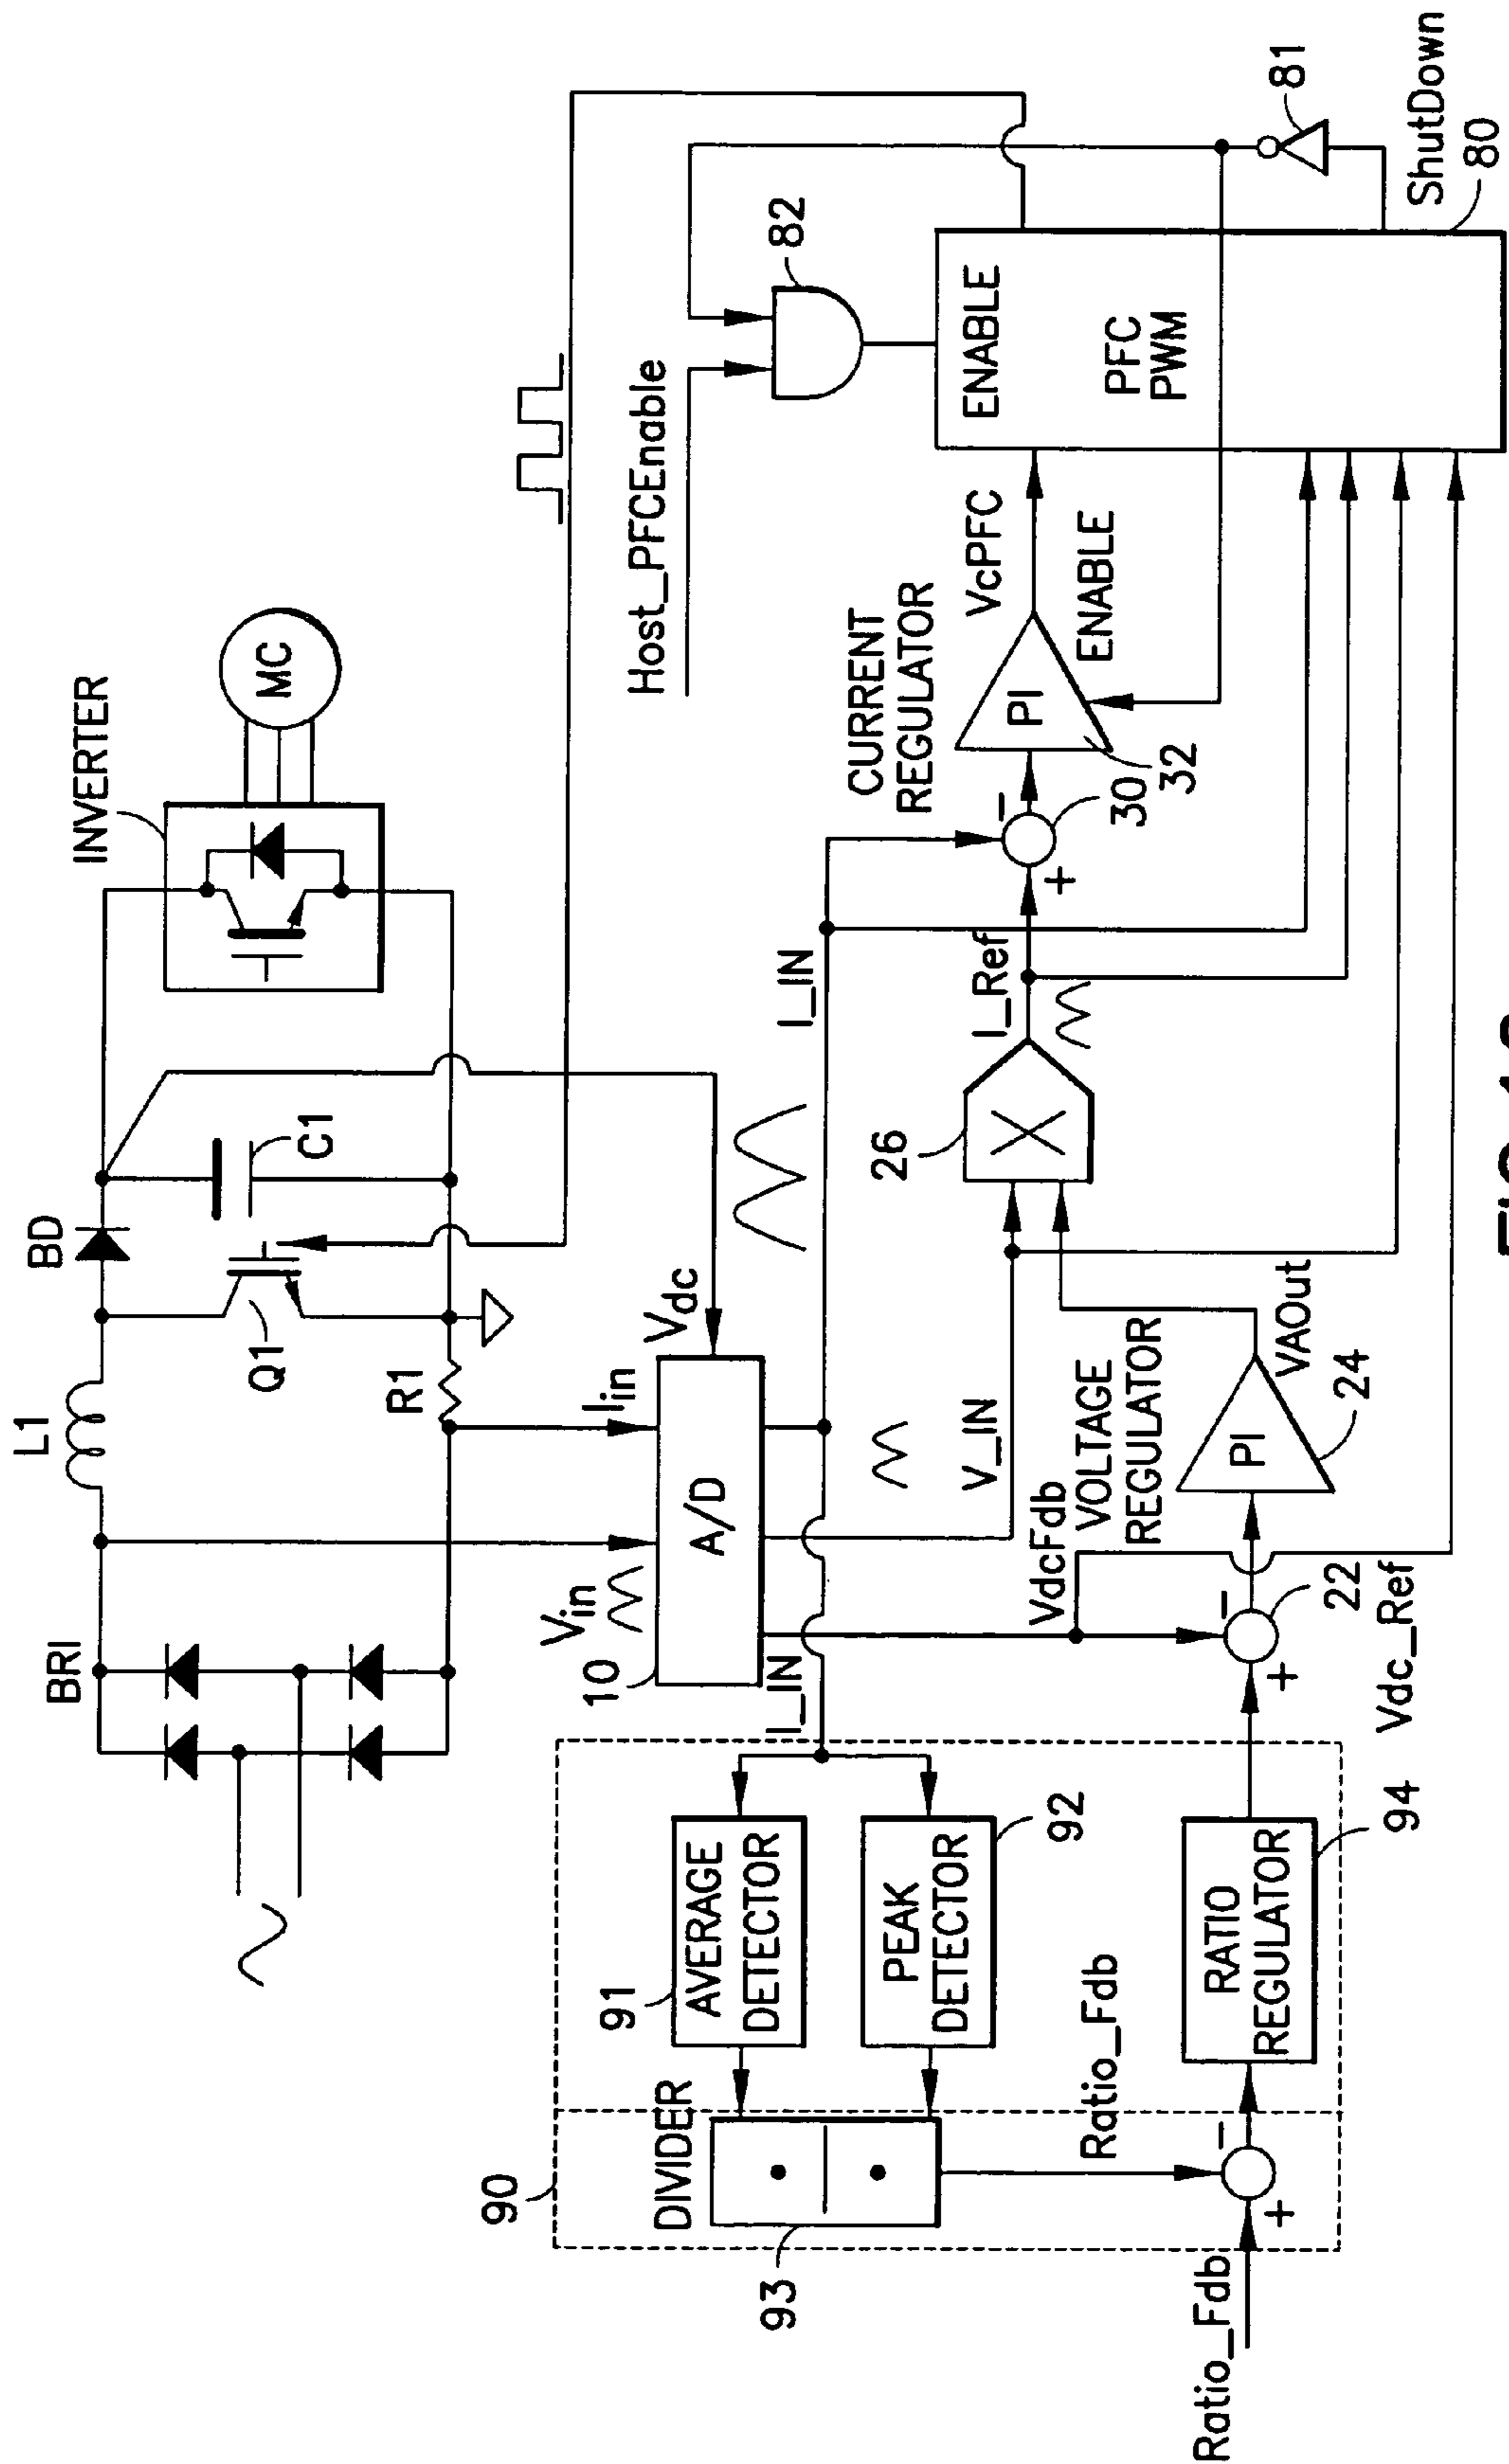 L1
BRI
BD
Q1
C1
R1
INVERTER
MC
Vin
Iin
Vdc
10
A/D
I_IN
I_IN
V_IN
VdcFdb
90
91
AVERAGE
DETECTOR
PEAK
DETECTOR
92
DIVIDER
93
Ratio_Fdb
Ratio_Fdb
+
-
RATIO
REGULATOR
94
Vdc_Ref
+
-
22
VOLTAGE
REGULATOR
PI
24
VAOut
26
X
I_Ref
+
-
30
CURRENT
REGULATOR
PI
32
VcPFC
ENABLE
Host_PFCEnable
82
ENABLE
PFC
PWM
80
ShutDown
81